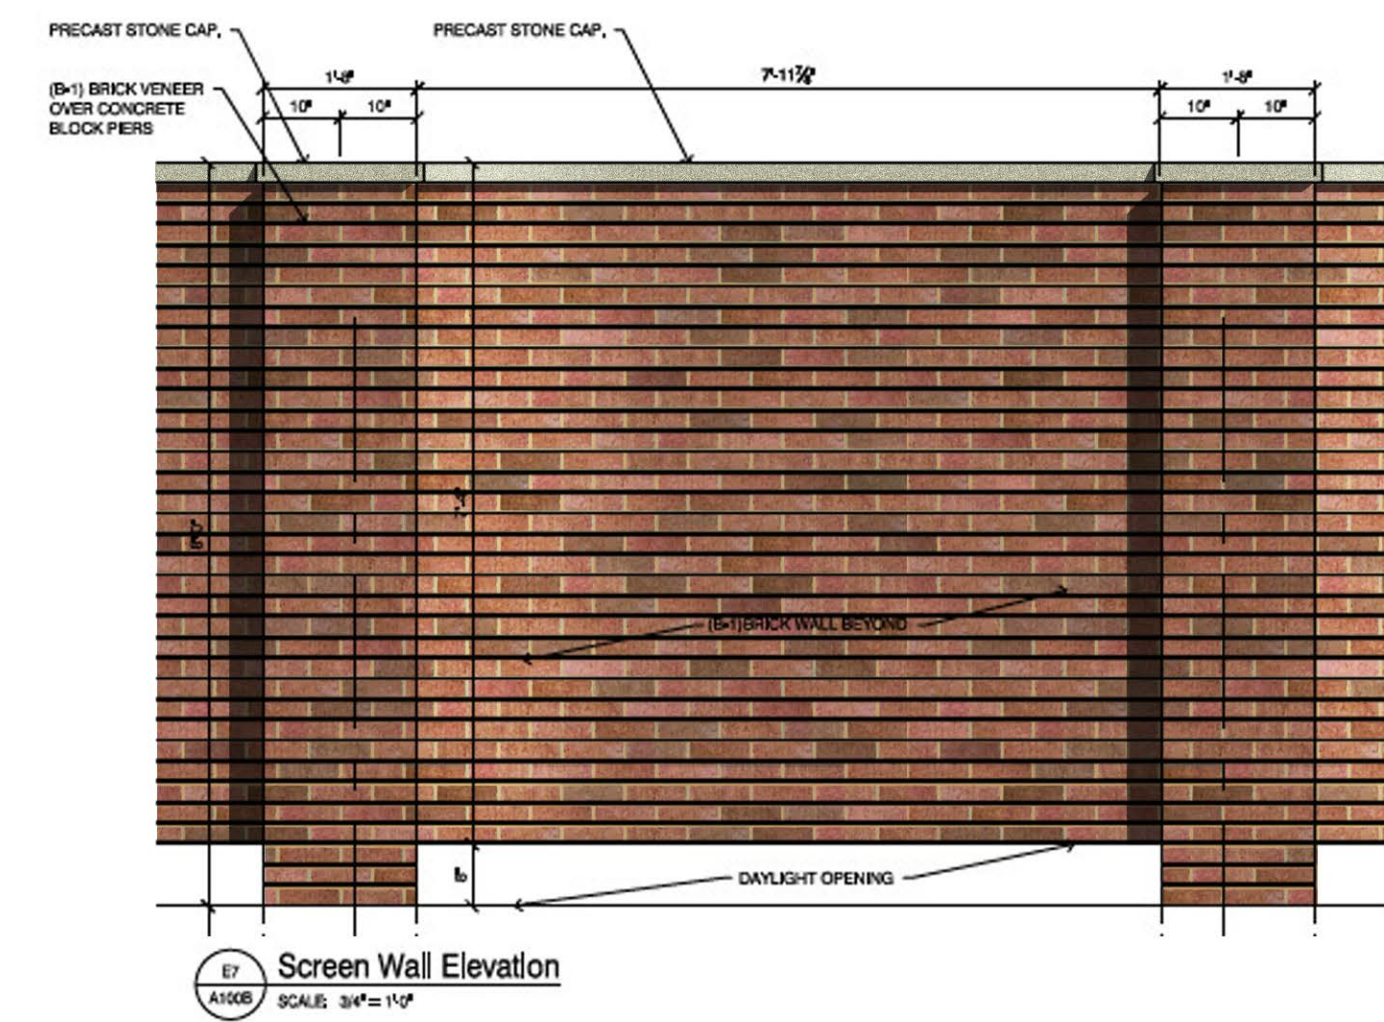 PRECAST STONE CAP.
PRECAST STONE CAP.
(B-1) BRICK VENEER
OVER CONCRETE
BLOCK PIERS
1'-8"
7'-11 7/8"
1'-8"
10"
10"
10"
10"
(B-1)BRICK WALL BEYOND
DAYLIGHT OPENING
E7
A100B
Screen Wall Elevation
SCALE: 3/4" = 1'0"